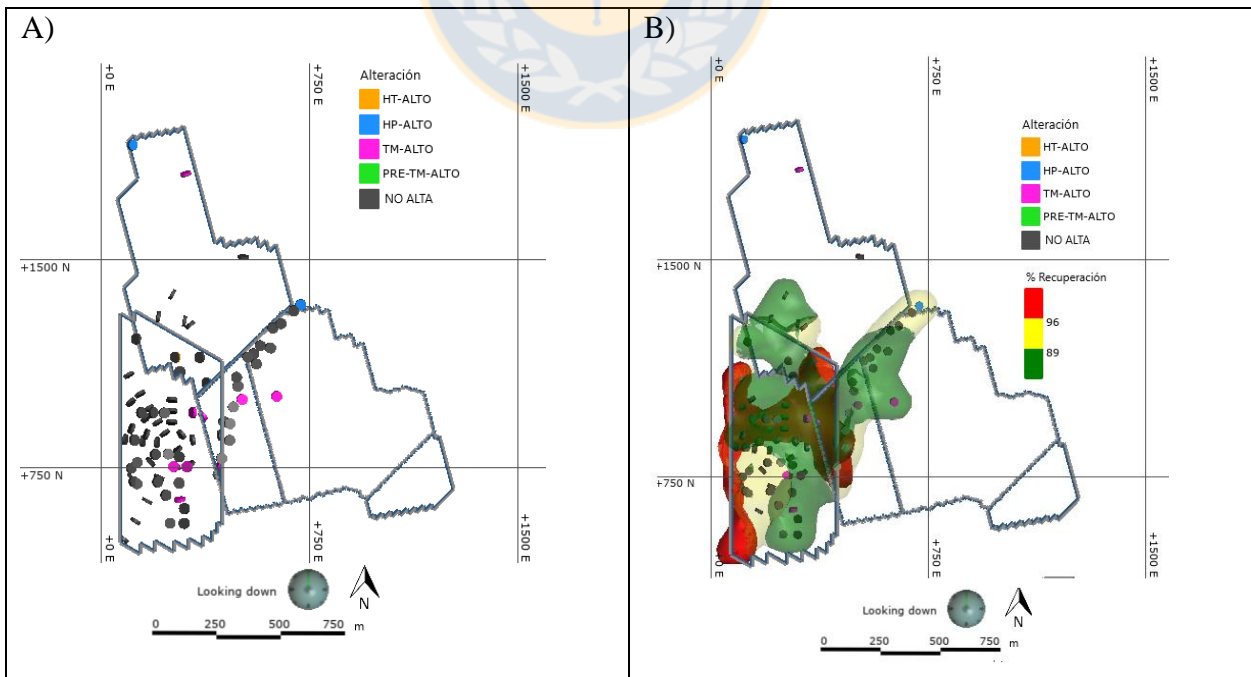 A)
+0 E
+750 E
+1500 E
Alteración
HT-ALTO
HP-ALTO
TM-ALTO
PRE-TM-ALTO
NO ALTA
+1500 N
+750 N
+0 E
+750 E
+1500 E
Looking down
N
0 250 500 750 m
B)
+0 E
+750 E
+1500 E
Alteración
HT-ALTO
HP-ALTO
TM-ALTO
PRE-TM-ALTO
NO ALTA
% Recuperación
96
89
+1500 N
+750 N
+0 E
+750 E
+1500 E
Looking down
N
0 250 500 750 m